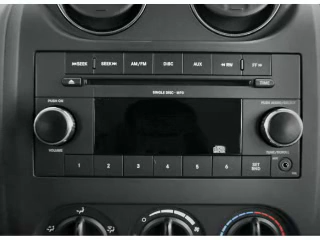 SEEK SEEK AM/FM DISC AUX RW FF
TUNE
SINGLE DISC - MP3
PUSH ON
VOLUME
1 2 3 4 5 6 SET